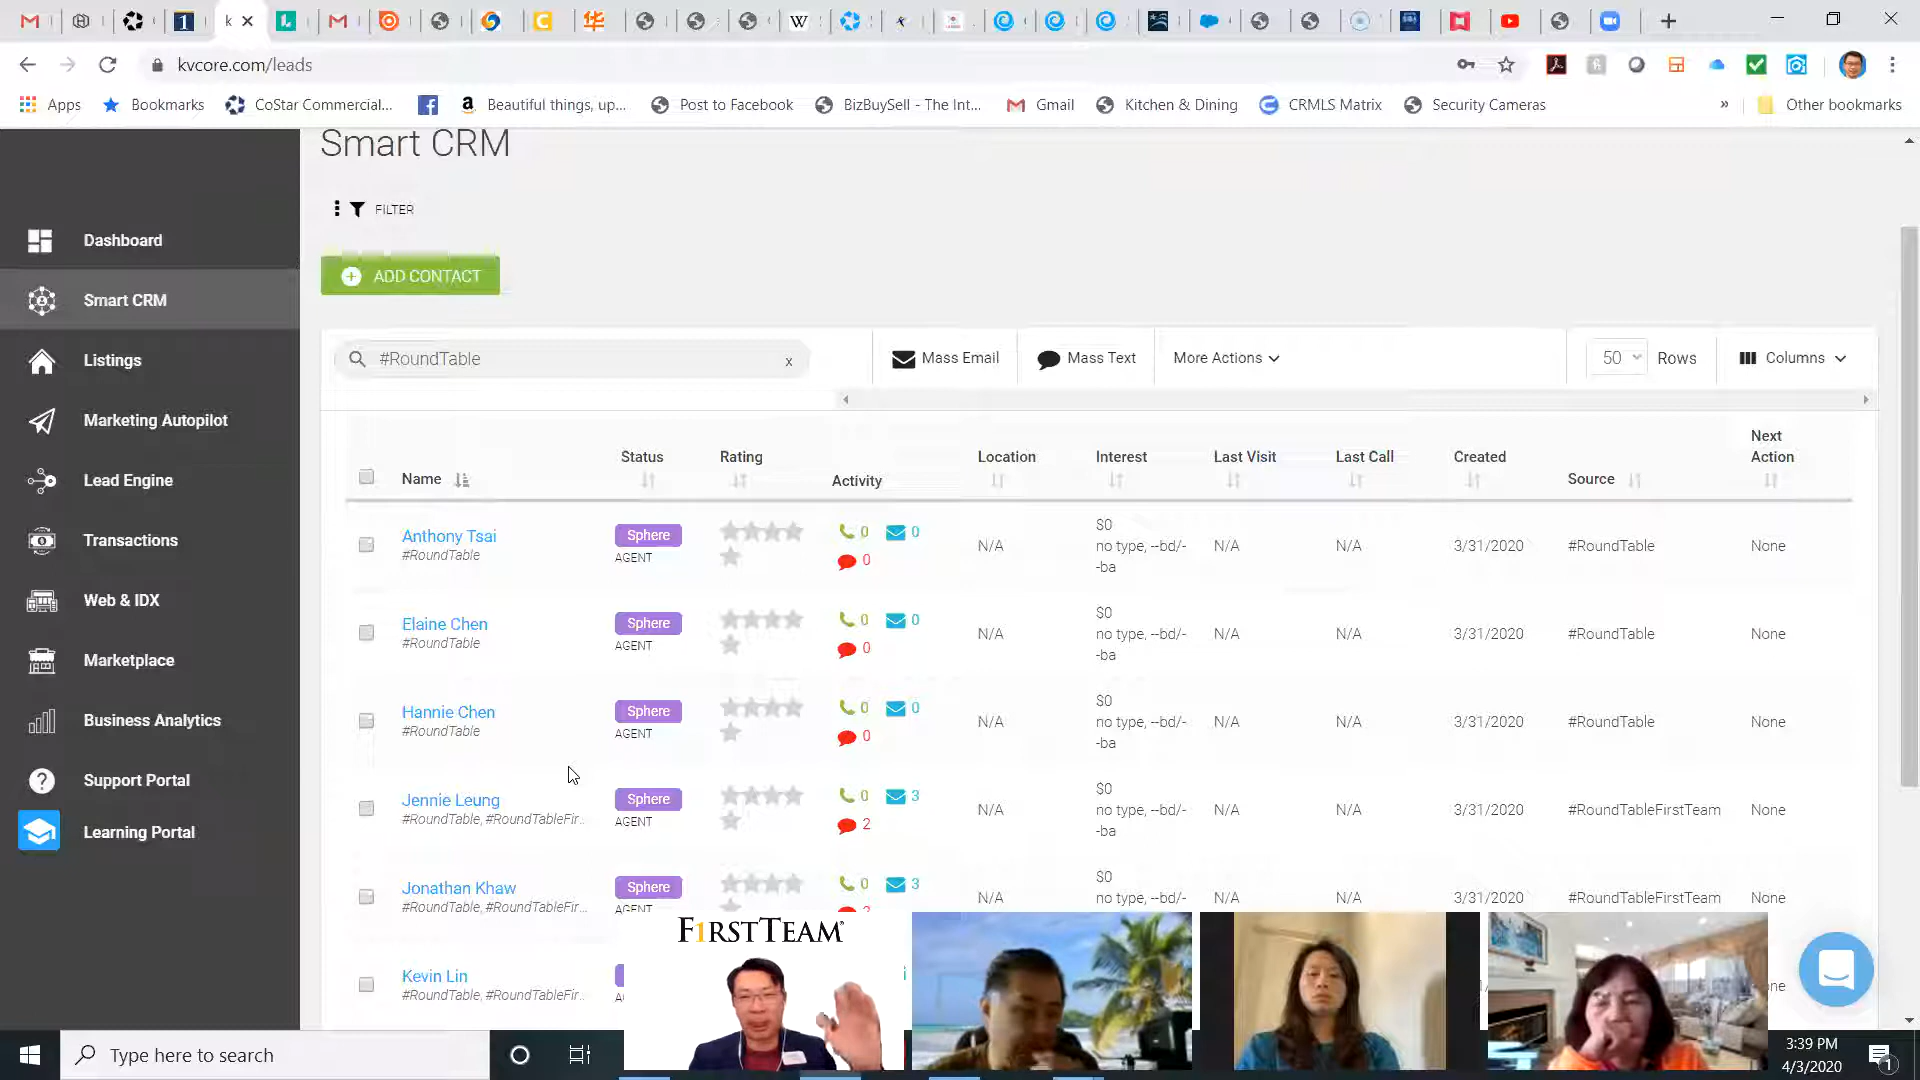 k
kvcore.com/leads
Apps
Bookmarks
CoStar Commercial...
Beautiful things, up...
Post to Facebook
BizBuySell - The Int...
Gmail
Kitchen & Dining
CRMLS Matrix
Security Cameras
»
Other bookmarks
Smart CRM
FILTER
ADD CONTACT
Dashboard
Smart CRM
Listings
Marketing Autopilot
Lead Engine
Transactions
Web & IDX
Marketplace
Business Analytics
Support Portal
Learning Portal
#RoundTable
x
Mass Email
Mass Text
More Actions
50
Rows
Columns
Name
Status
Rating
Activity
Location
Interest
Last Visit
Last Call
Created
Source
Next
Action
Anthony Tsai
#RoundTable
Sphere
AGENT
0
0
0
N/A
$0
no type, --bd/-
-ba
N/A
N/A
3/31/2020
#RoundTable
None
Elaine Chen
#RoundTable
Sphere
AGENT
0
0
0
N/A
$0
no type, --bd/-
-ba
N/A
N/A
3/31/2020
#RoundTable
None
Hannie Chen
#RoundTable
Sphere
AGENT
0
0
0
N/A
$0
no type, --bd/-
-ba
N/A
N/A
3/31/2020
#RoundTable
None
Jennie Leung
#RoundTable, #RoundTableFir...
Sphere
AGENT
0
3
2
N/A
$0
no type, --bd/-
-ba
N/A
N/A
3/31/2020
#RoundTableFirstTeam
None
Jonathan Khaw
#RoundTable, #RoundTableFir...
Sphere
AGENT
0
3
N/A
$0
no type, --bd/-
N/A
N/A
3/31/2020
#RoundTableFirstTeam
None
Kevin Lin
#RoundTable, #RoundTableFir...
F1RSTTEAM
Type here to search
3:39 PM
4/3/2020
1